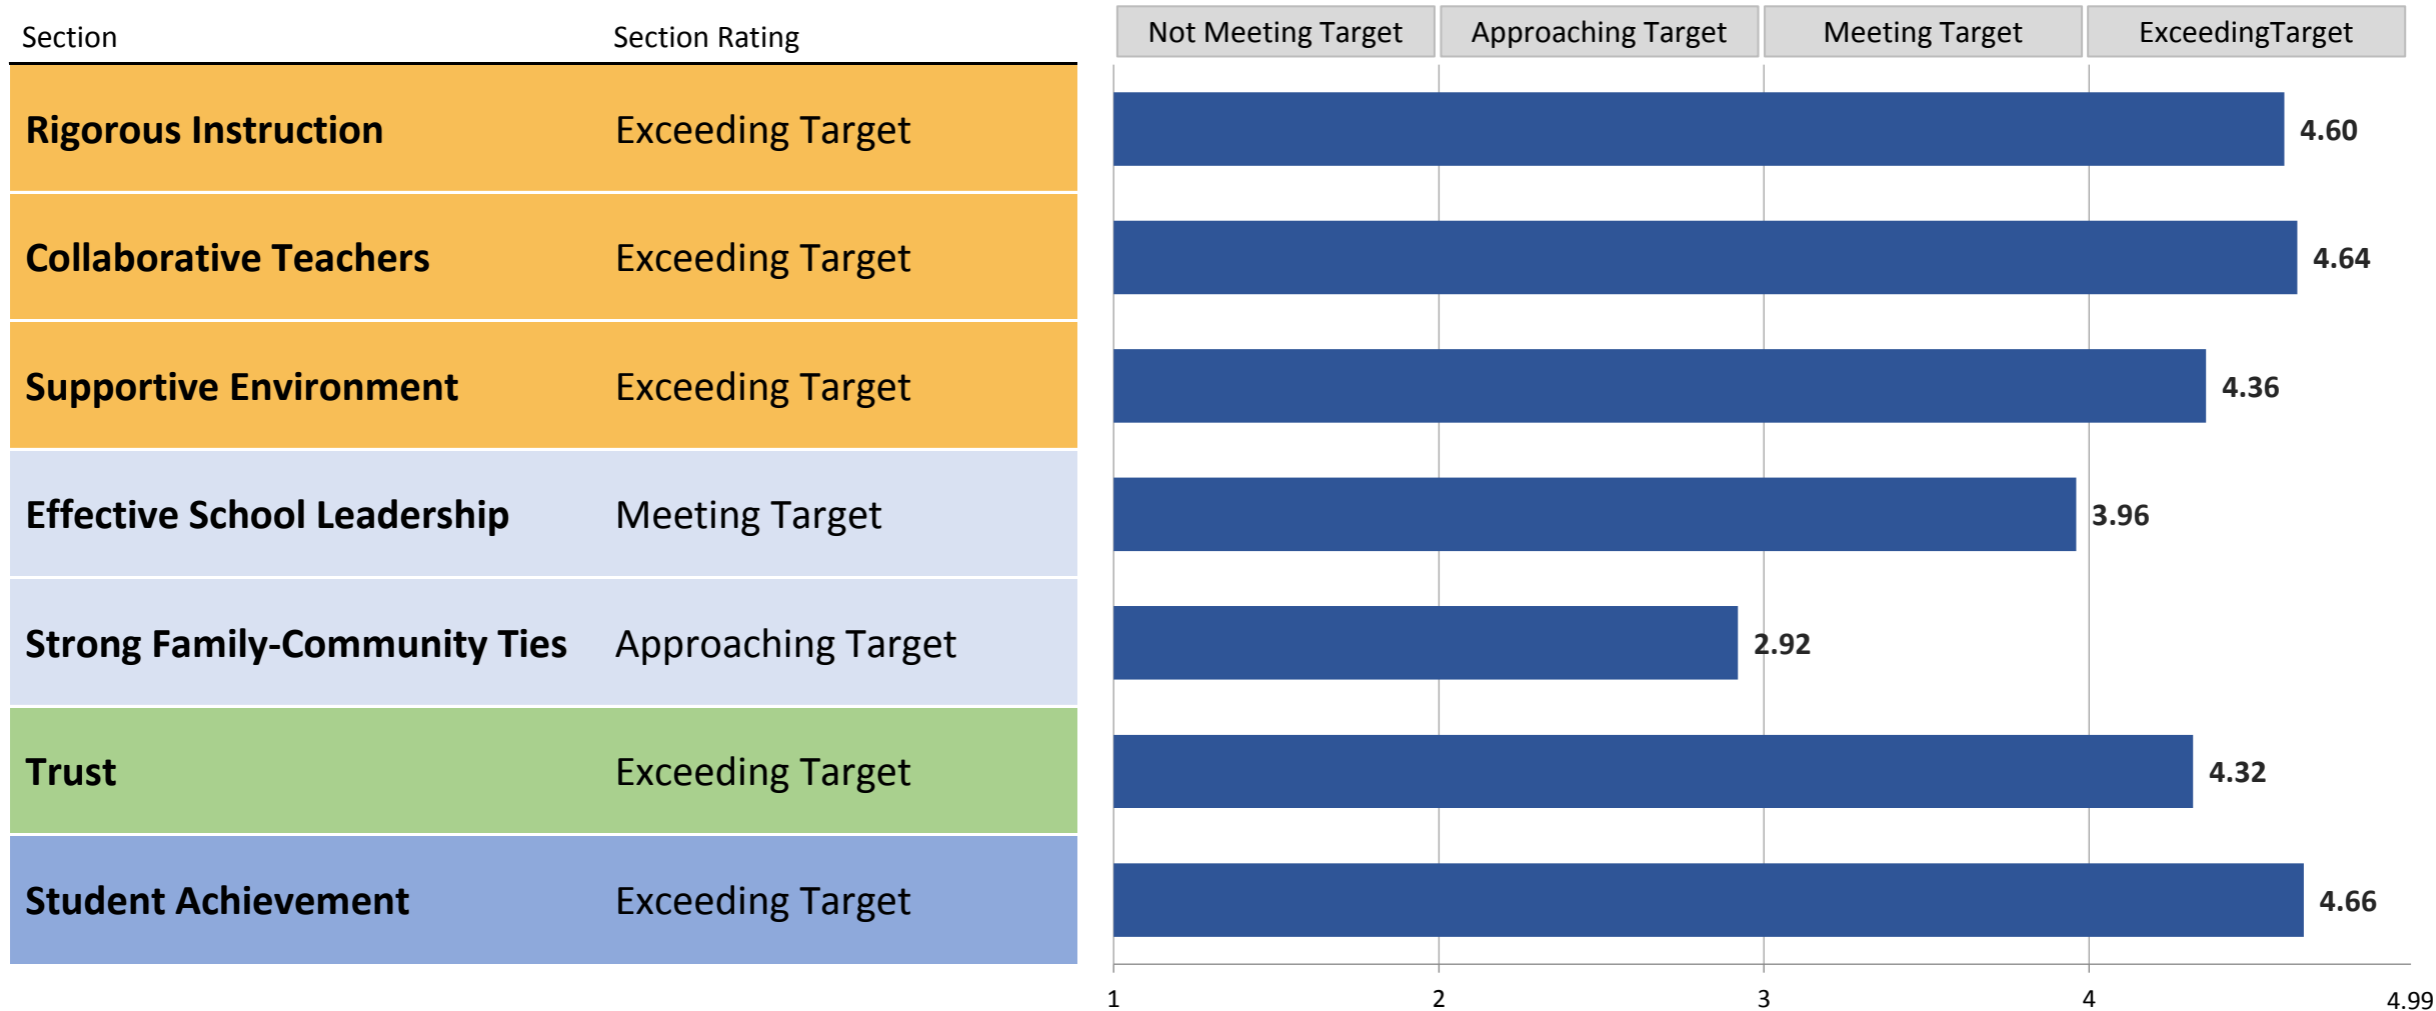 Section Section Rating Not Meeting Target Approaching Target Meeting Target ExceedingTarget
Rigorous Instruction Exceeding Target 4.60
Collaborative Teachers Exceeding Target 4.64
Supportive Environment Exceeding Target 4.36
Effective School Leadership Meeting Target 3.96
Strong Family-Community Ties Approaching Target 2.92
Trust Exceeding Target 4.32
Student Achievement Exceeding Target 4.66
1 2 3 4 4.99